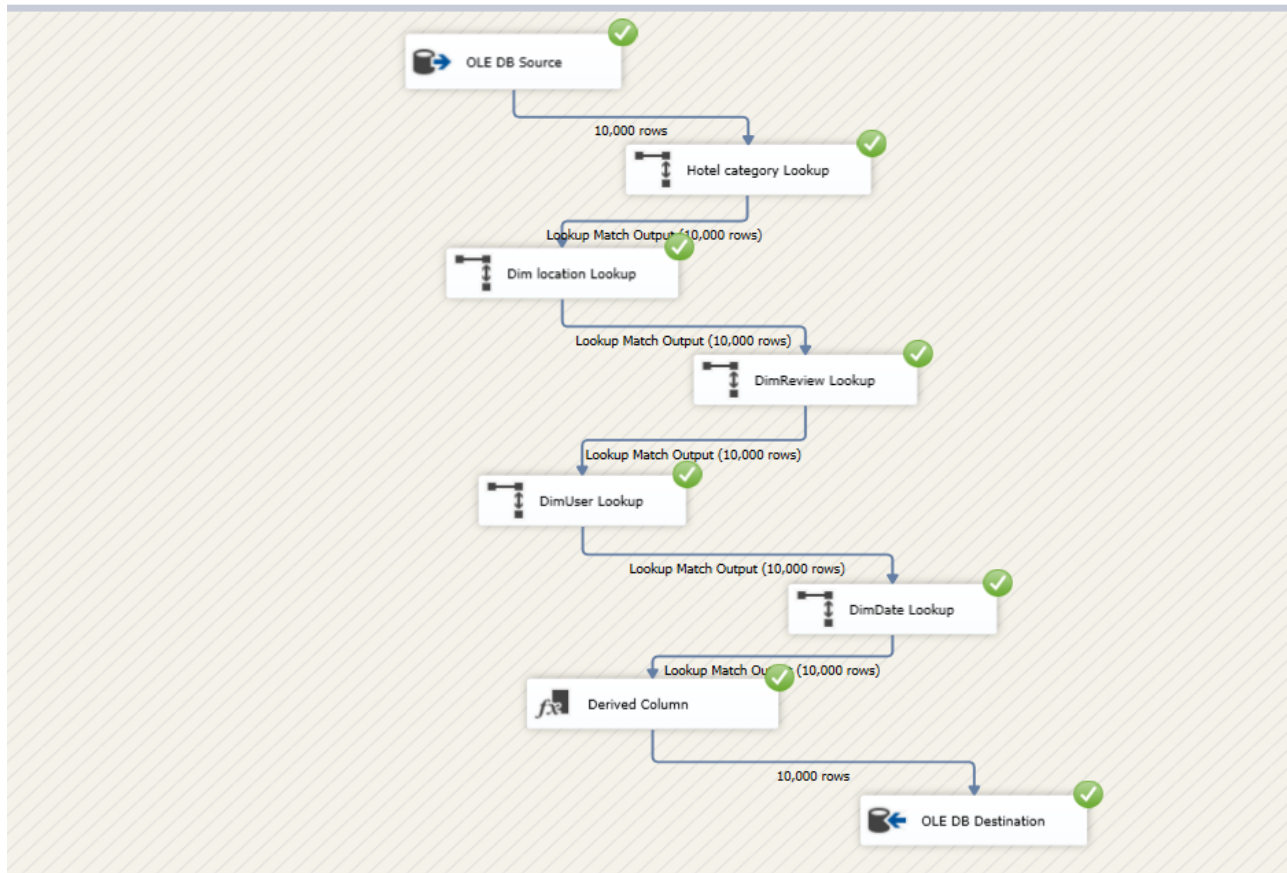 OLE DB Source
10,000 rows
Hotel category Lookup
Lookup Match Output (10,000 rows)
Dim location Lookup
Lookup Match Output (10,000 rows)
DimReview Lookup
Lookup Match Output (10,000 rows)
DimUser Lookup
Lookup Match Output (10,000 rows)
DimDate Lookup
Lookup Match Output (10,000 rows)
Derived Column
10,000 rows
OLE DB Destination